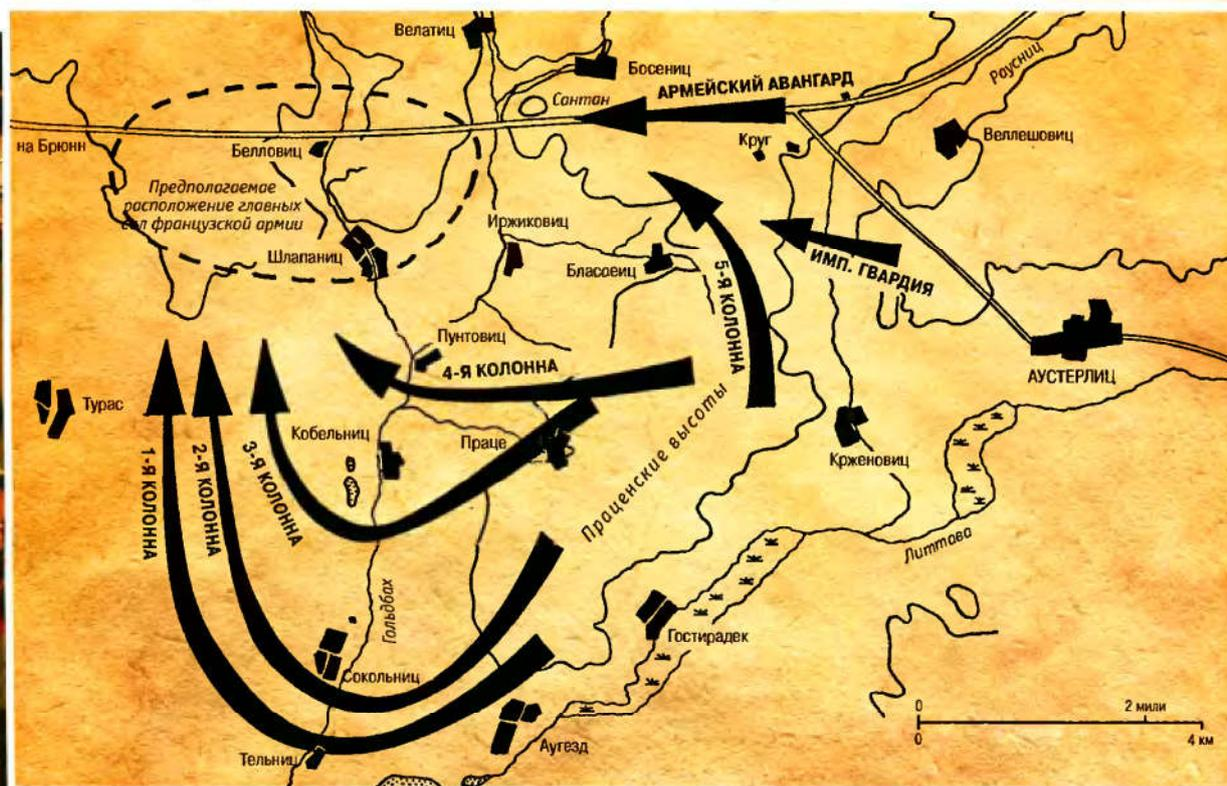 Велатиц
Босениц
Раусниц
АРМЕЙСКИЙ АВАНГАРД
Сантан
на Брюнн
Белловиц
Круг
Веллешовиц
Предполагаемае
расположение главных
сил французской армии
Иржиковиц
Шлапаниц
Бласовиц
ИМП. ГВАРДИЯ
5-Я КОЛОННА
Пунтовиц
4-Я КОЛОННА
АУСТЕРЛИЦ
Турас
Кобельниц
Праце
Крженовиц
1-Я КОЛОННА
2-Я КОЛОННА
3-Я КОЛОННА
Праценские высоты
Литтава
Гольдбах
Гостирадек
Сокольниц
Аугезд
Тельниц
0
2 мили
0
4 км